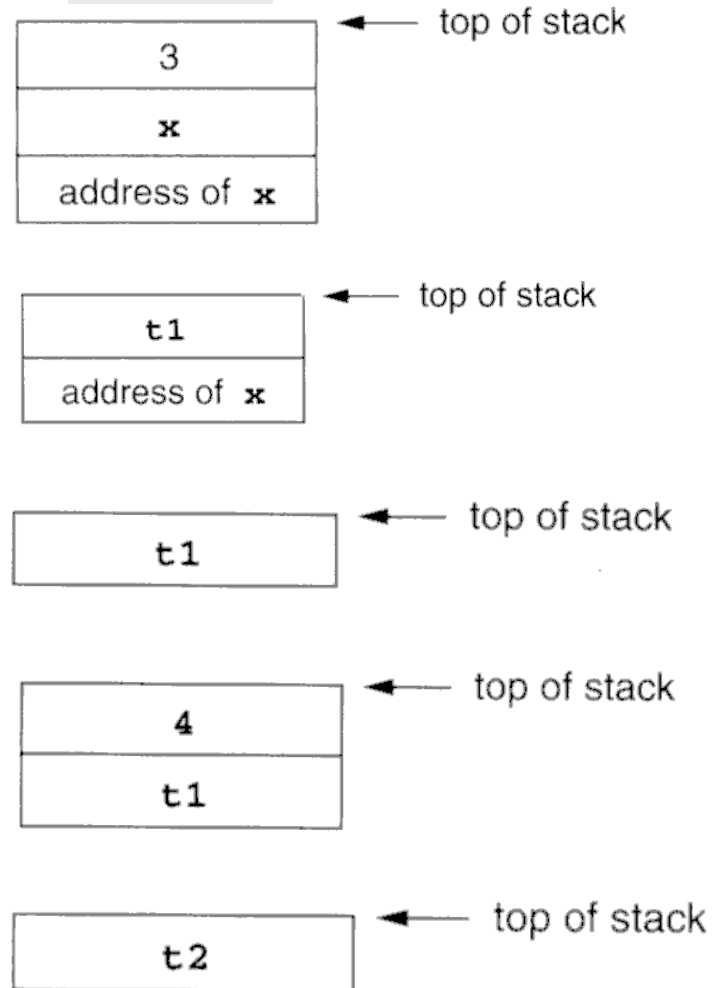 top of stack
3
x
address of x
top of stack
t1
address of x
top of stack
t1
top of stack
4
t1
top of stack
t2